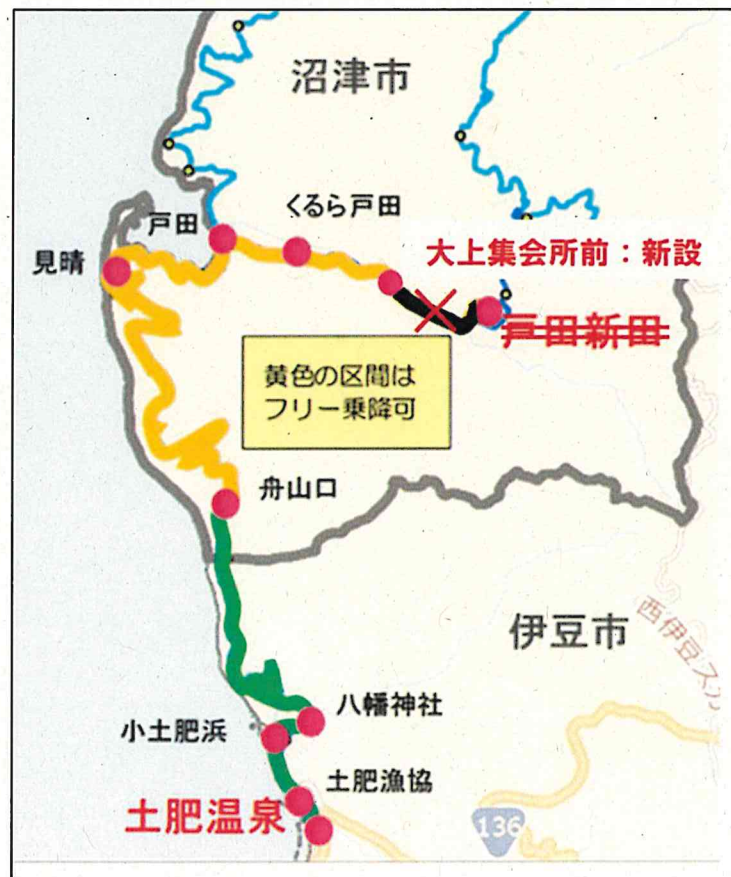 沼津市
くるら戸田
戸田
見晴
大上集会所前：新設
戸田新田
黄色の区間は
フリー乗降可
舟山口
伊豆市
西伊豆スカ
八幡神社
小土肥浜
土肥漁協
土肥温泉
136